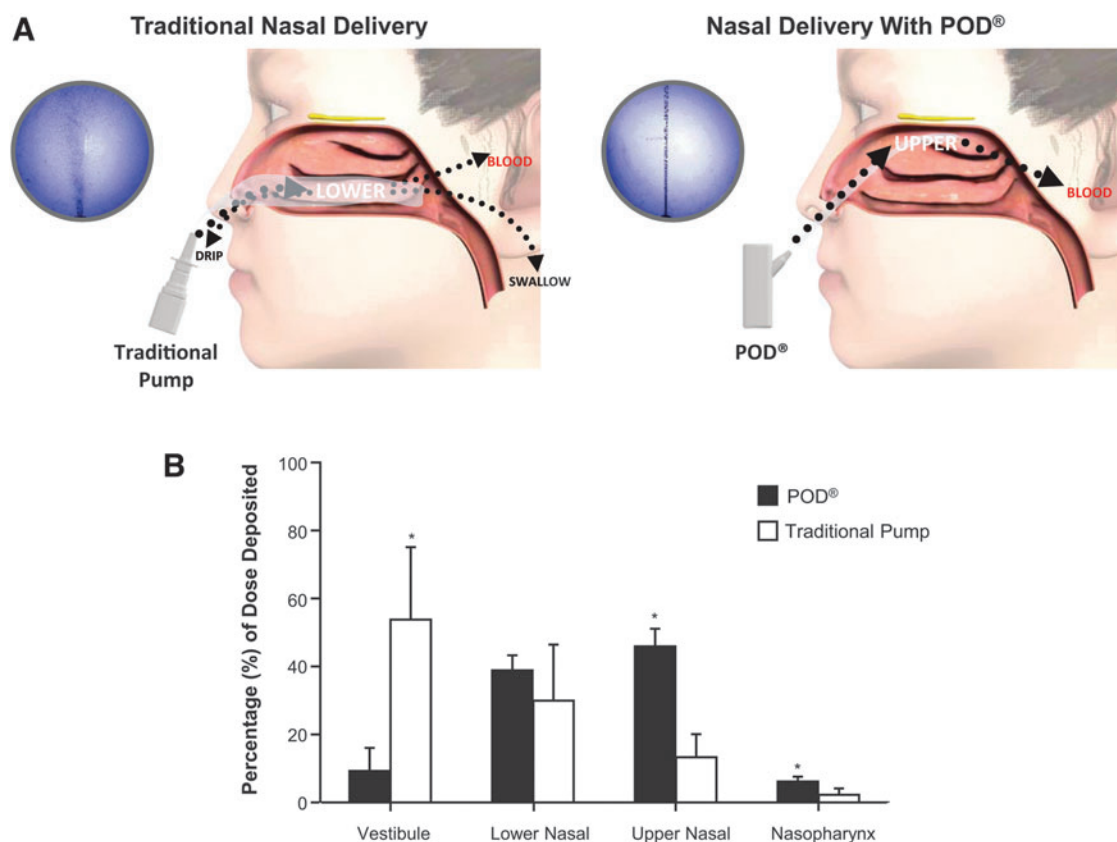 A
Traditional Nasal Delivery
Nasal Delivery With POD®
BLOOD
UPPER
LOWER
BLOOD
DRIP
SWALLOW
Traditional
Pump
POD®
B
Percentage (%) of Dose Deposited
100
80
60
40
20
0
POD®
Traditional Pump
*
*
*
Vestibule
Lower Nasal
Upper Nasal
Nasopharynx